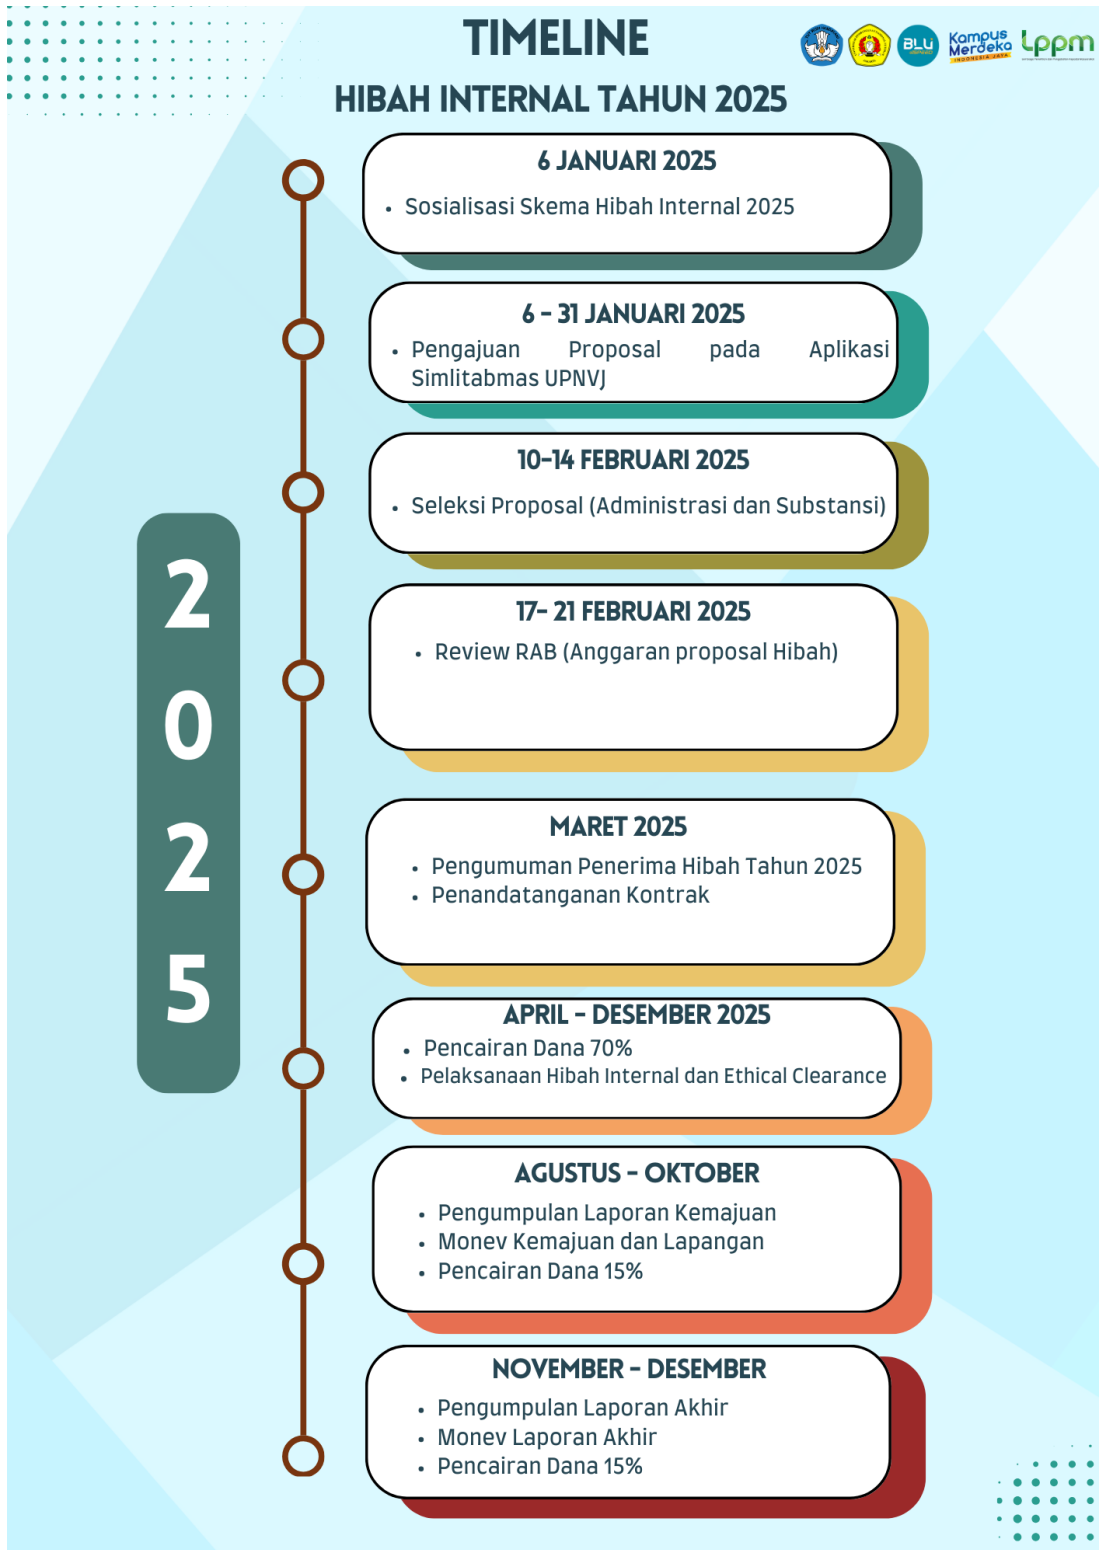 TIMELINE
BLU
Kampus
Merdeka
INDONESIA JAYA
Lppm
HIBAH INTERNAL TAHUN 2025
6 JANUARI 2025
• Sosialisasi Skema Hibah Internal 2025
6 - 31 JANUARI 2025
• Pengajuan Proposal pada Aplikasi
Simlitabmas UPNVJ
10-14 FEBRUARI 2025
• Seleksi Proposal (Administrasi dan Substansi)
17- 21 FEBRUARI 2025
• Review RAB (Anggaran proposal Hibah)
MARET 2025
• Pengumuman Penerima Hibah Tahun 2025
• Penandatanganan Kontrak
APRIL - DESEMBER 2025
• Pencairan Dana 70%
• Pelaksanaan Hibah Internal dan Ethical Clearance
AGUSTUS - OKTOBER
• Pengumpulan Laporan Kemajuan
• Monev Kemajuan dan Lapangan
• Pencairan Dana 15%
NOVEMBER - DESEMBER
• Pengumpulan Laporan Akhir
• Monev Laporan Akhir
• Pencairan Dana 15%
2
0
2
5